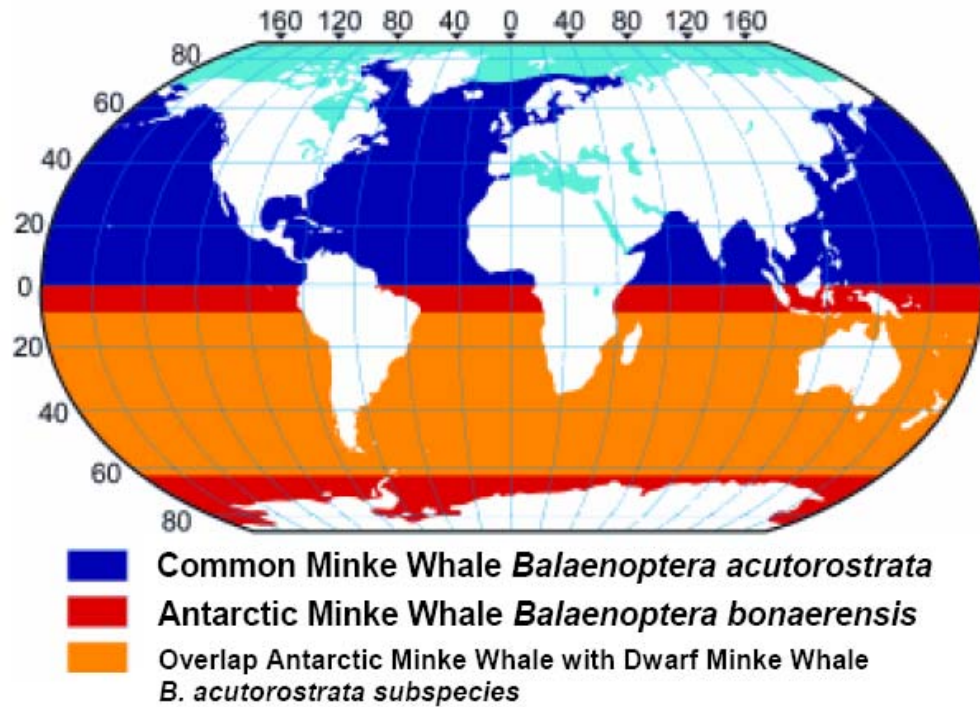 160 120 80 40 0 40 80 120 160
80
60
40
20
0
20
40
60
80
Common Minke Whale Balaenoptera acutorostrata
Antarctic Minke Whale Balaenoptera bonaerensis
Overlap Antarctic Minke Whale with Dwarf Minke Whale
B. acutorostrata subspecies